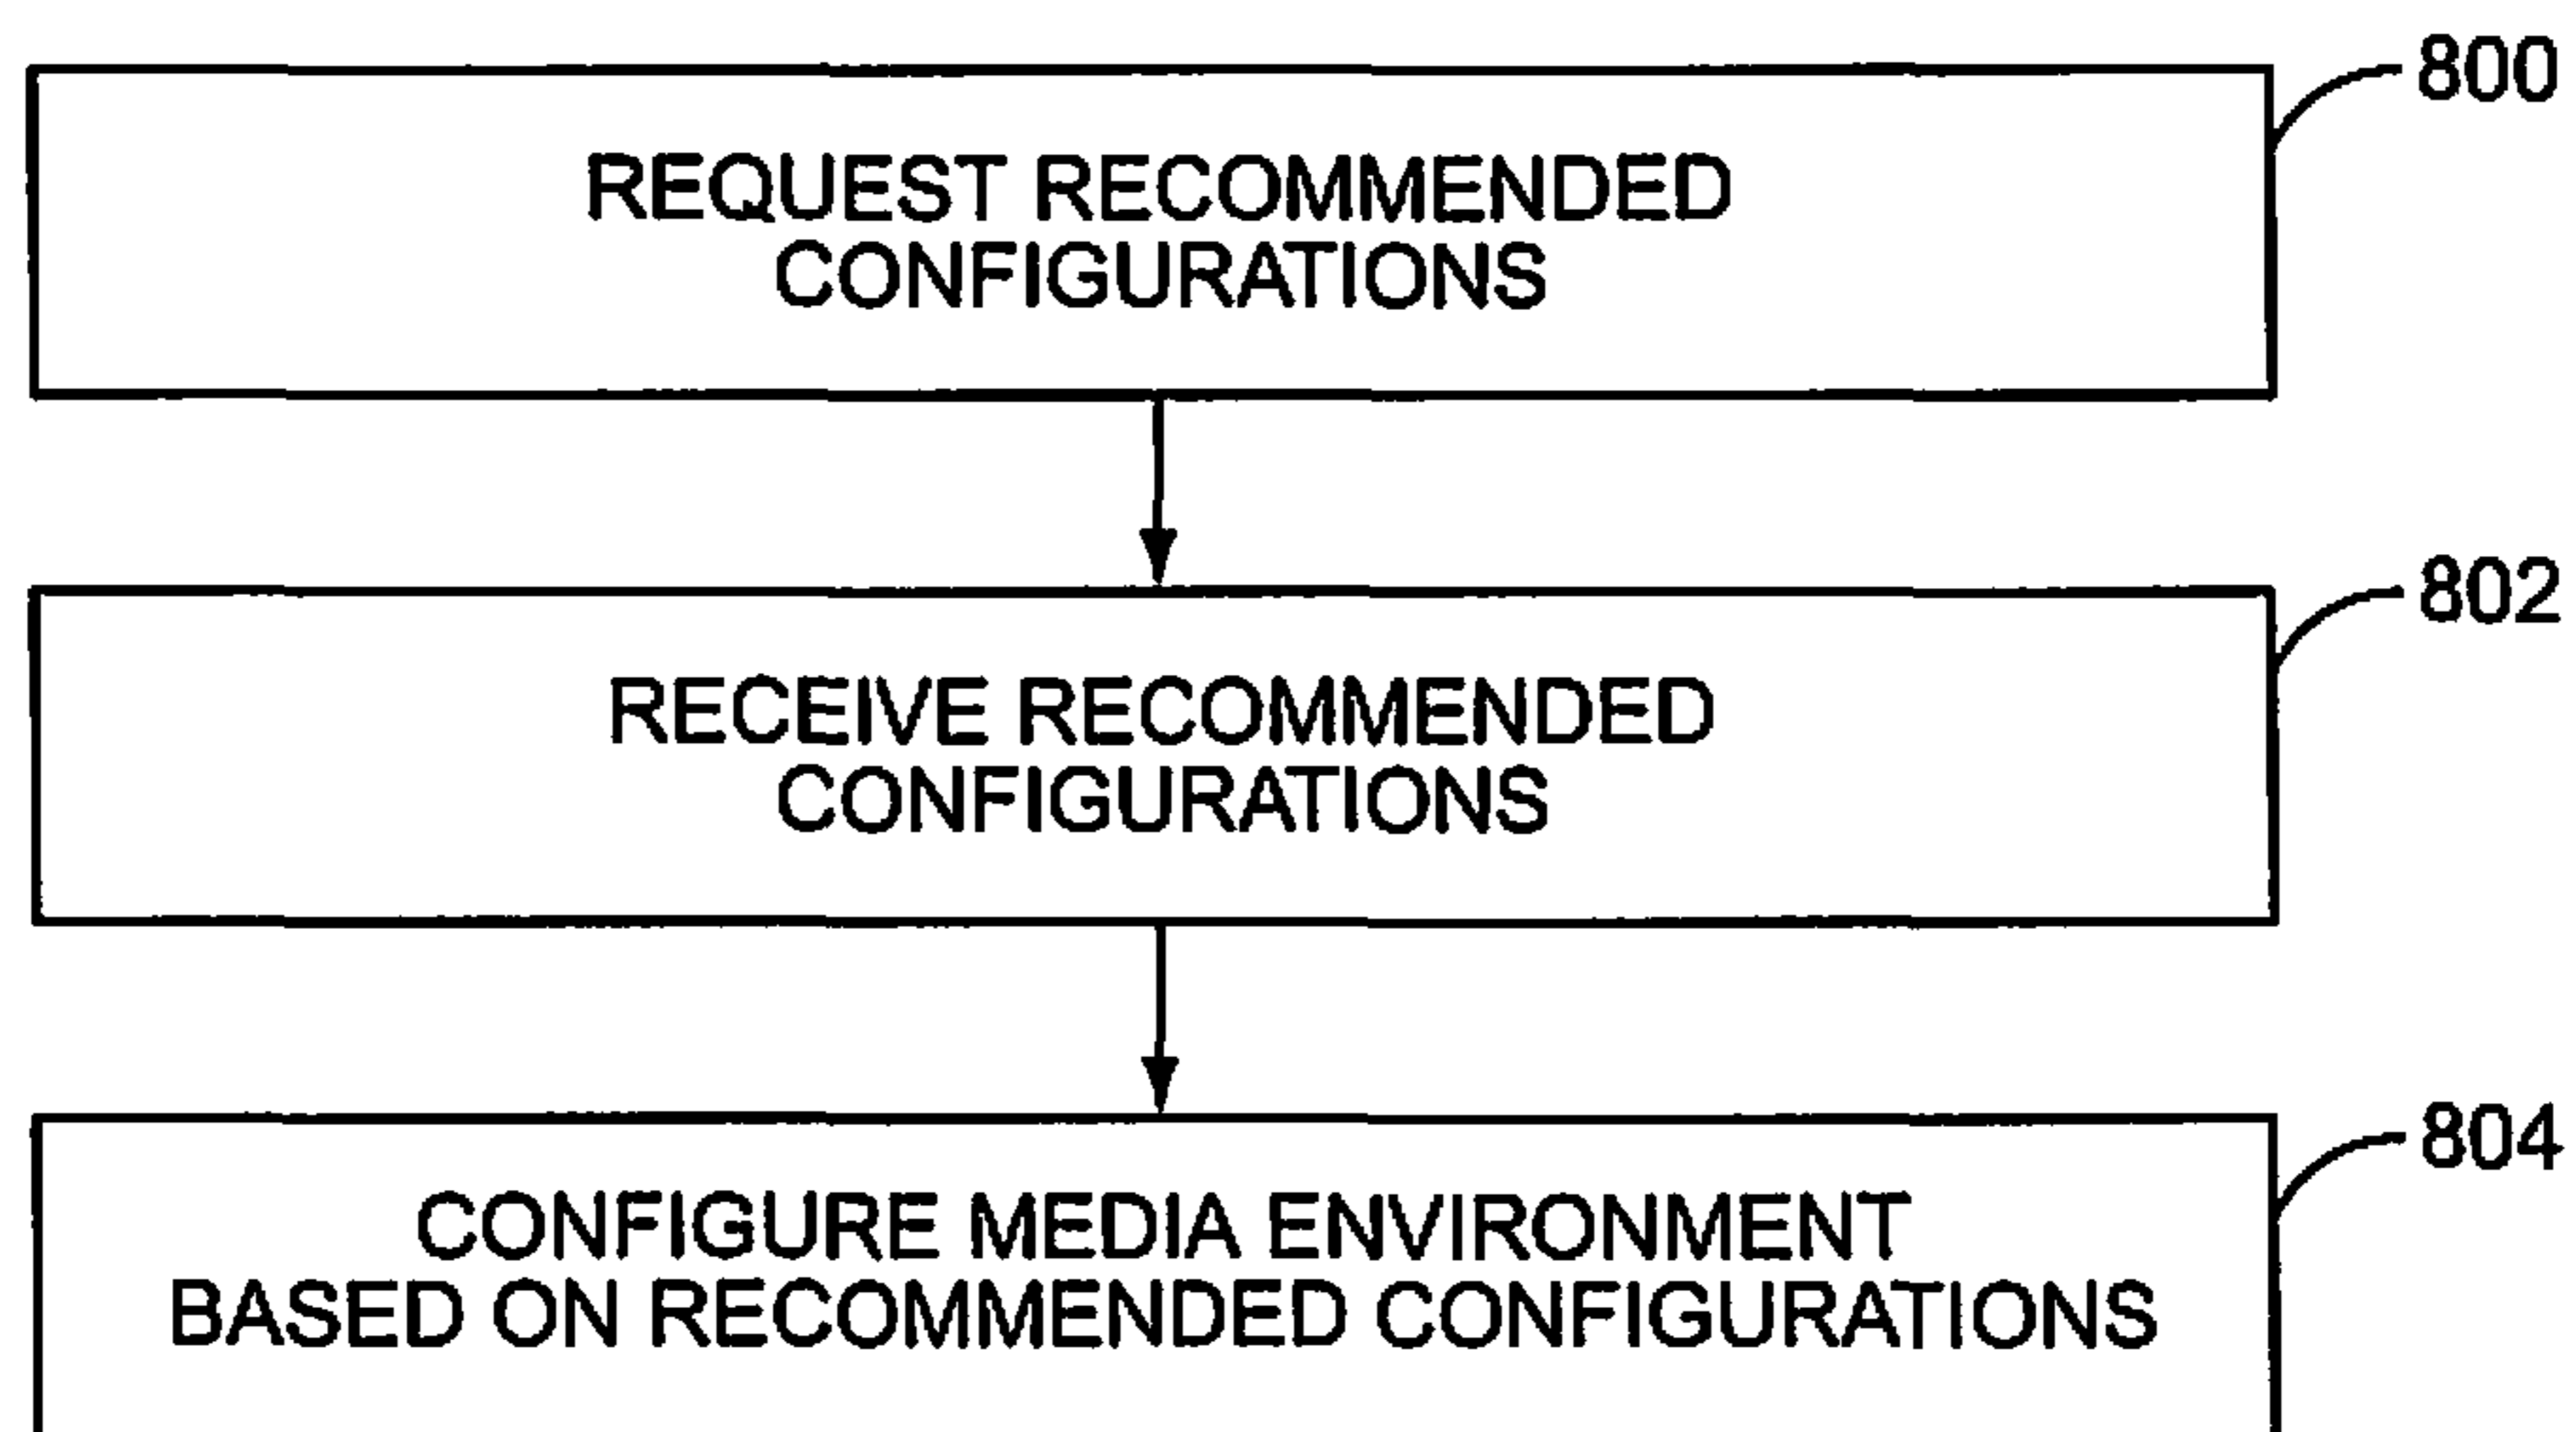 800
REQUEST RECOMMENDED
CONFIGURATIONS
802
RECEIVE RECOMMENDED
CONFIGURATIONS
804
CONFIGURE MEDIA ENVIRONMENT
BASED ON RECOMMENDED CONFIGURATIONS